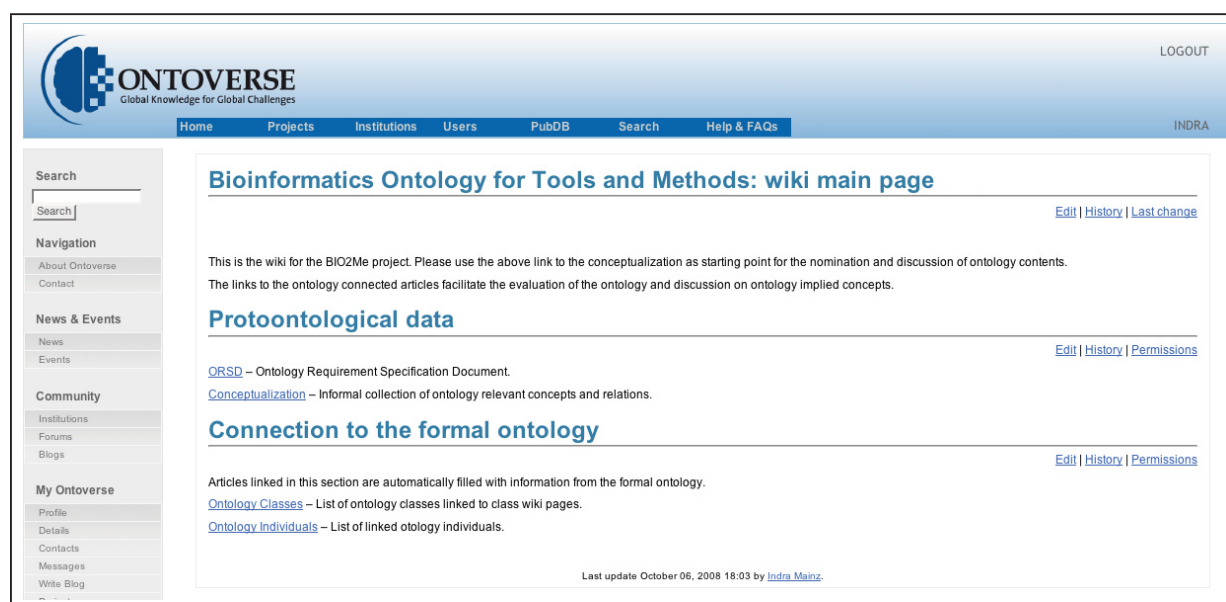 LOGOUT
ONTOVERSE
Global Knowledge for Global Challenges
Home Projects Institutions Users PubDB Search Help & FAQs
INDRA
Search
Search
Navigation
About Ontoverse
Contact
News & Events
News
Events
Community
Institutions
Forums
Blogs
My Ontoverse
Profile
Details
Contacts
Messages
Write Blog
Bioinformatics Ontology for Tools and Methods: wiki main page
Edit | History | Last change
This is the wiki for the BIO2Me project. Please use the above link to the conceptualization as starting point for the nomination and discussion of ontology contents.
The links to the ontology connected articles facilitate the evaluation of the ontology and discussion on ontology implied concepts.
Protoontological data
Edit | History | Permissions
ORSD – Ontology Requirement Specification Document.
Conceptualization – Informal collection of ontology relevant concepts and relations.
Connection to the formal ontology
Edit | History | Permissions
Articles linked in this section are automatically filled with information from the formal ontology.
Ontology Classes – List of ontology classes linked to class wiki pages.
Ontology Individuals – List of linked otology individuals.
Last update October 06, 2008 18:03 by Indra Mainz.